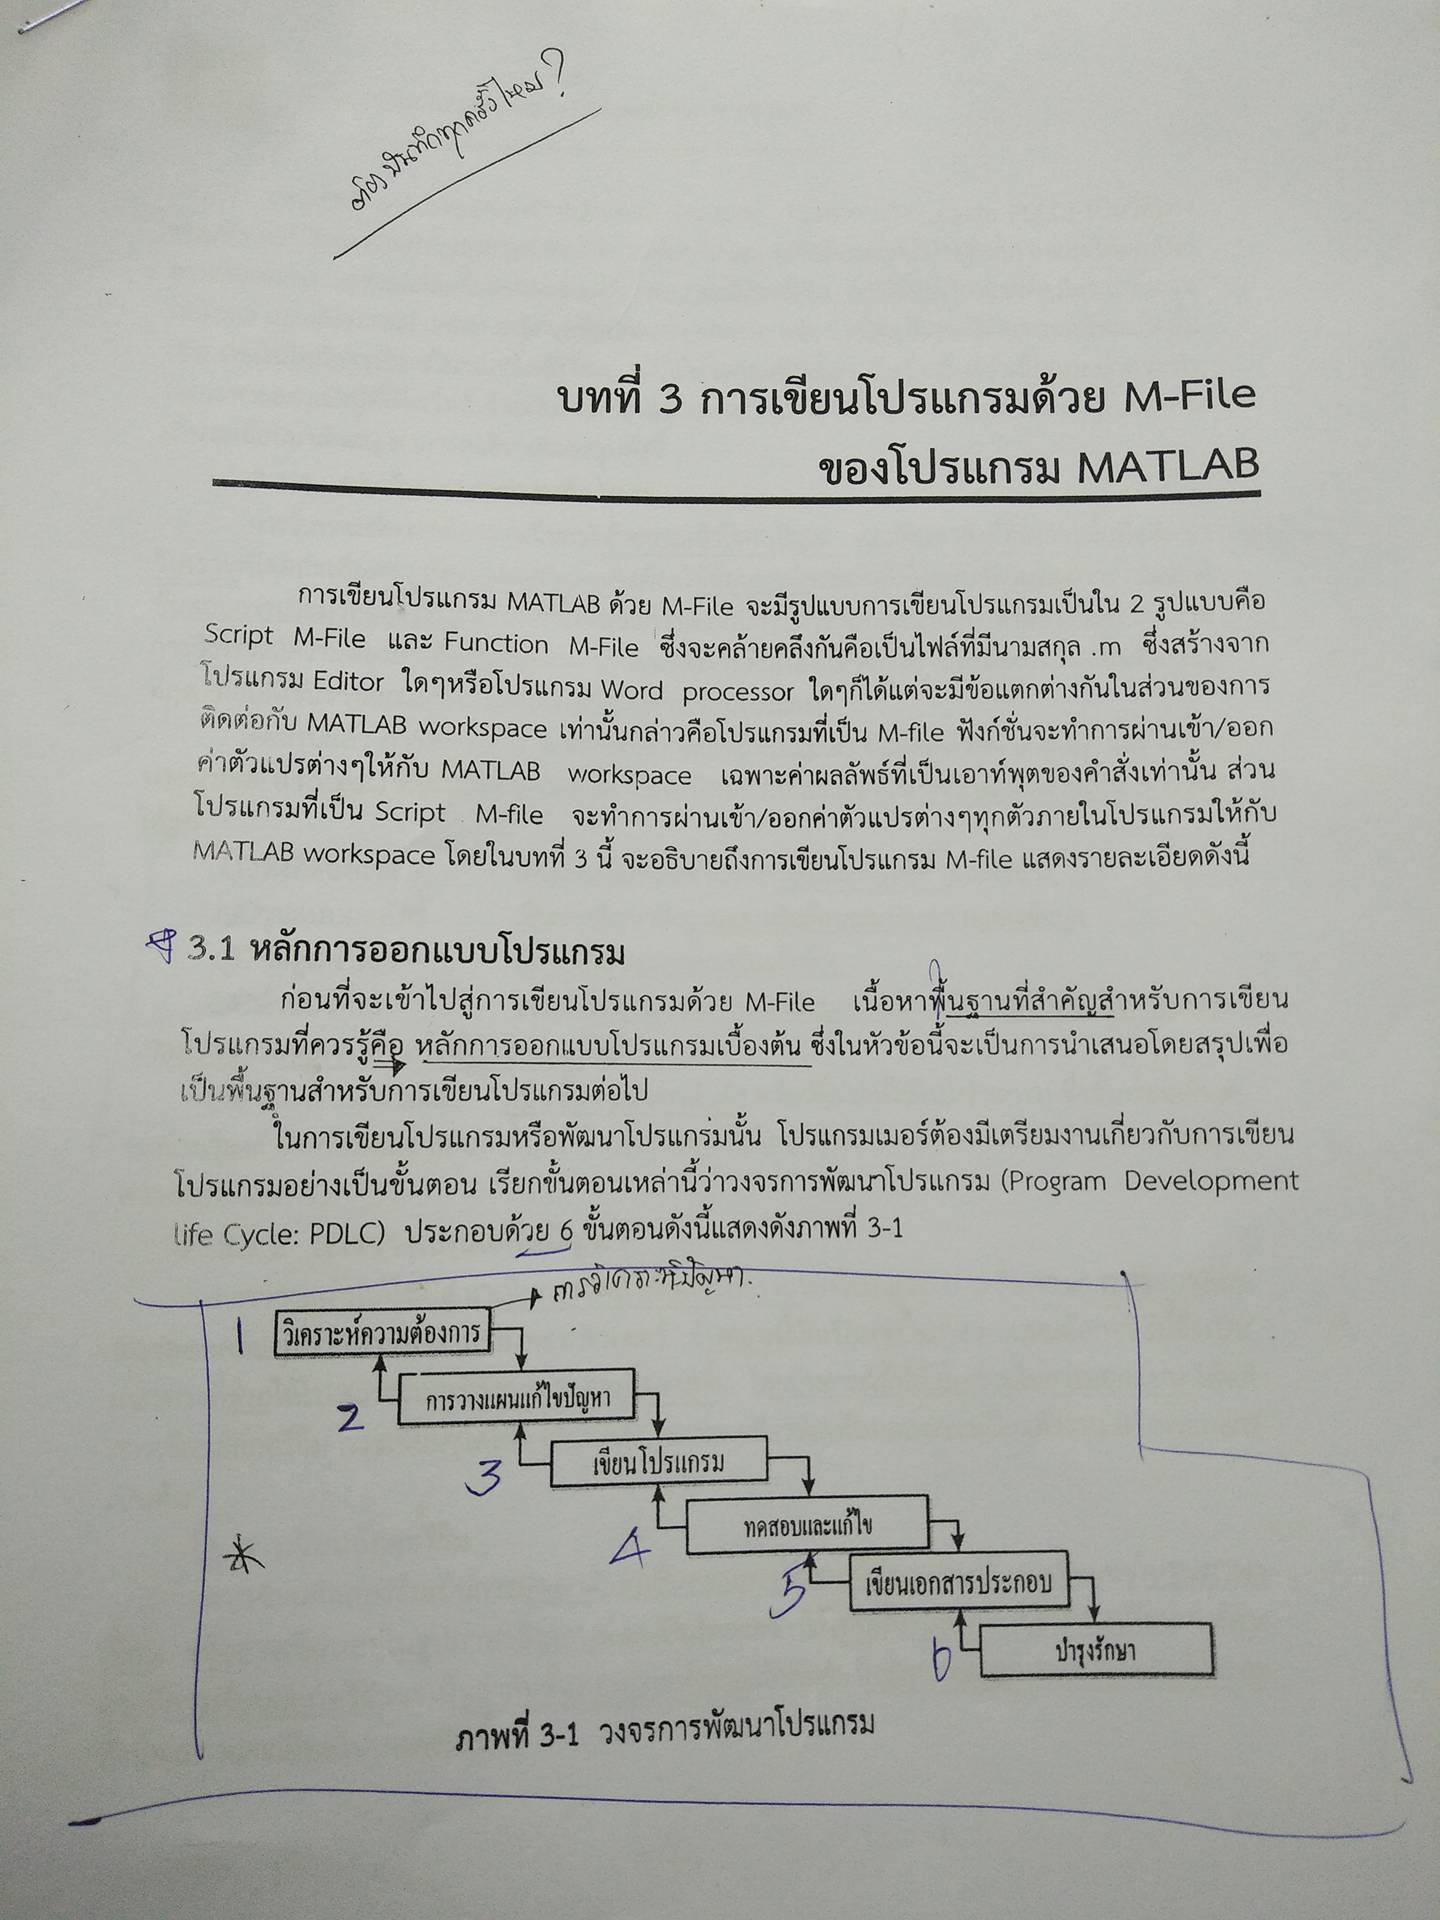 ต้องบันทึกทุกครั้งไหม?
บทที่ 3 การเขียนโปรแกรมด้วย M-File
ของโปรแกรม MATLAB
การเขียนโปรแกรม MATLAB ด้วย M-File จะมีรูปแบบการเขียนโปรแกรมเป็นใน 2 รูปแบบคือ
Script M-File และ Function M-File ซึ่งจะคล้ายคลึงกันคือเป็นไฟล์ที่มีนามสกุล .m ซึ่งสร้างจาก
โปรแกรม Editor ใดๆหรือโปรแกรม Word processor ใดๆก็ได้แต่จะมีข้อแตกต่างกันในส่วนของการ
ติดต่อกับ MATLAB workspace เท่านั้นกล่าวคือโปรแกรมที่เป็น M-file ฟังก์ชั่นจะทำการผ่านเข้า/ออก
ค่าตัวแปรต่างๆให้กับ MATLAB workspace เฉพาะค่าผลลัพธ์ที่เป็นเอาท์พุตของคำสั่งเท่านั้น ส่วน
โปรแกรมที่เป็น Script M-file จะทำการผ่านเข้า/ออกค่าตัวแปรต่างๆทุกตัวภายในโปรแกรมให้กับ
MATLAB workspace โดยในบทที่ 3 นี้ จะอธิบายถึงการเขียนโปรแกรม M-file แสดงรายละเอียดดังนี้
3.1 หลักการออกแบบโปรแกรม
ก่อนที่จะเข้าไปสู่การเขียนโปรแกรมด้วย M-File เนื้อหาพื้นฐานที่สำคัญสำหรับการเขียน
โปรแกรมที่ควรรู้คือ หลักการออกแบบโปรแกรมเบื้องต้น ซึ่งในหัวข้อนี้จะเป็นการนำเสนอโดยสรุปเพื่อ
เป็นพื้นฐานสำหรับการเขียนโปรแกรมต่อไป
ในการเขียนโปรแกรมหรือพัฒนาโปรแกรมนั้น โปรแกรมเมอร์ต้องมีเตรียมงานเกี่ยวกับการเขียน
โปรแกรมอย่างเป็นขั้นตอน เรียกขั้นตอนเหล่านี้ว่าวงจรการพัฒนาโปรแกรม (Program Development
life Cycle: PDLC) ประกอบด้วย 6 ขั้นตอนดังนี้แสดงดังภาพที่ 3-1
การวิเคราะห์ปัญหา.
1 วิเคราะห์ความต้องการ
2 การวางแผนแก้ไขปัญหา
3 เขียนโปรแกรม
4 ทดสอบและแก้ไข
5 เขียนเอกสารประกอบ
6 บำรุงรักษา
ภาพที่ 3-1 วงจรการพัฒนาโปรแกรม